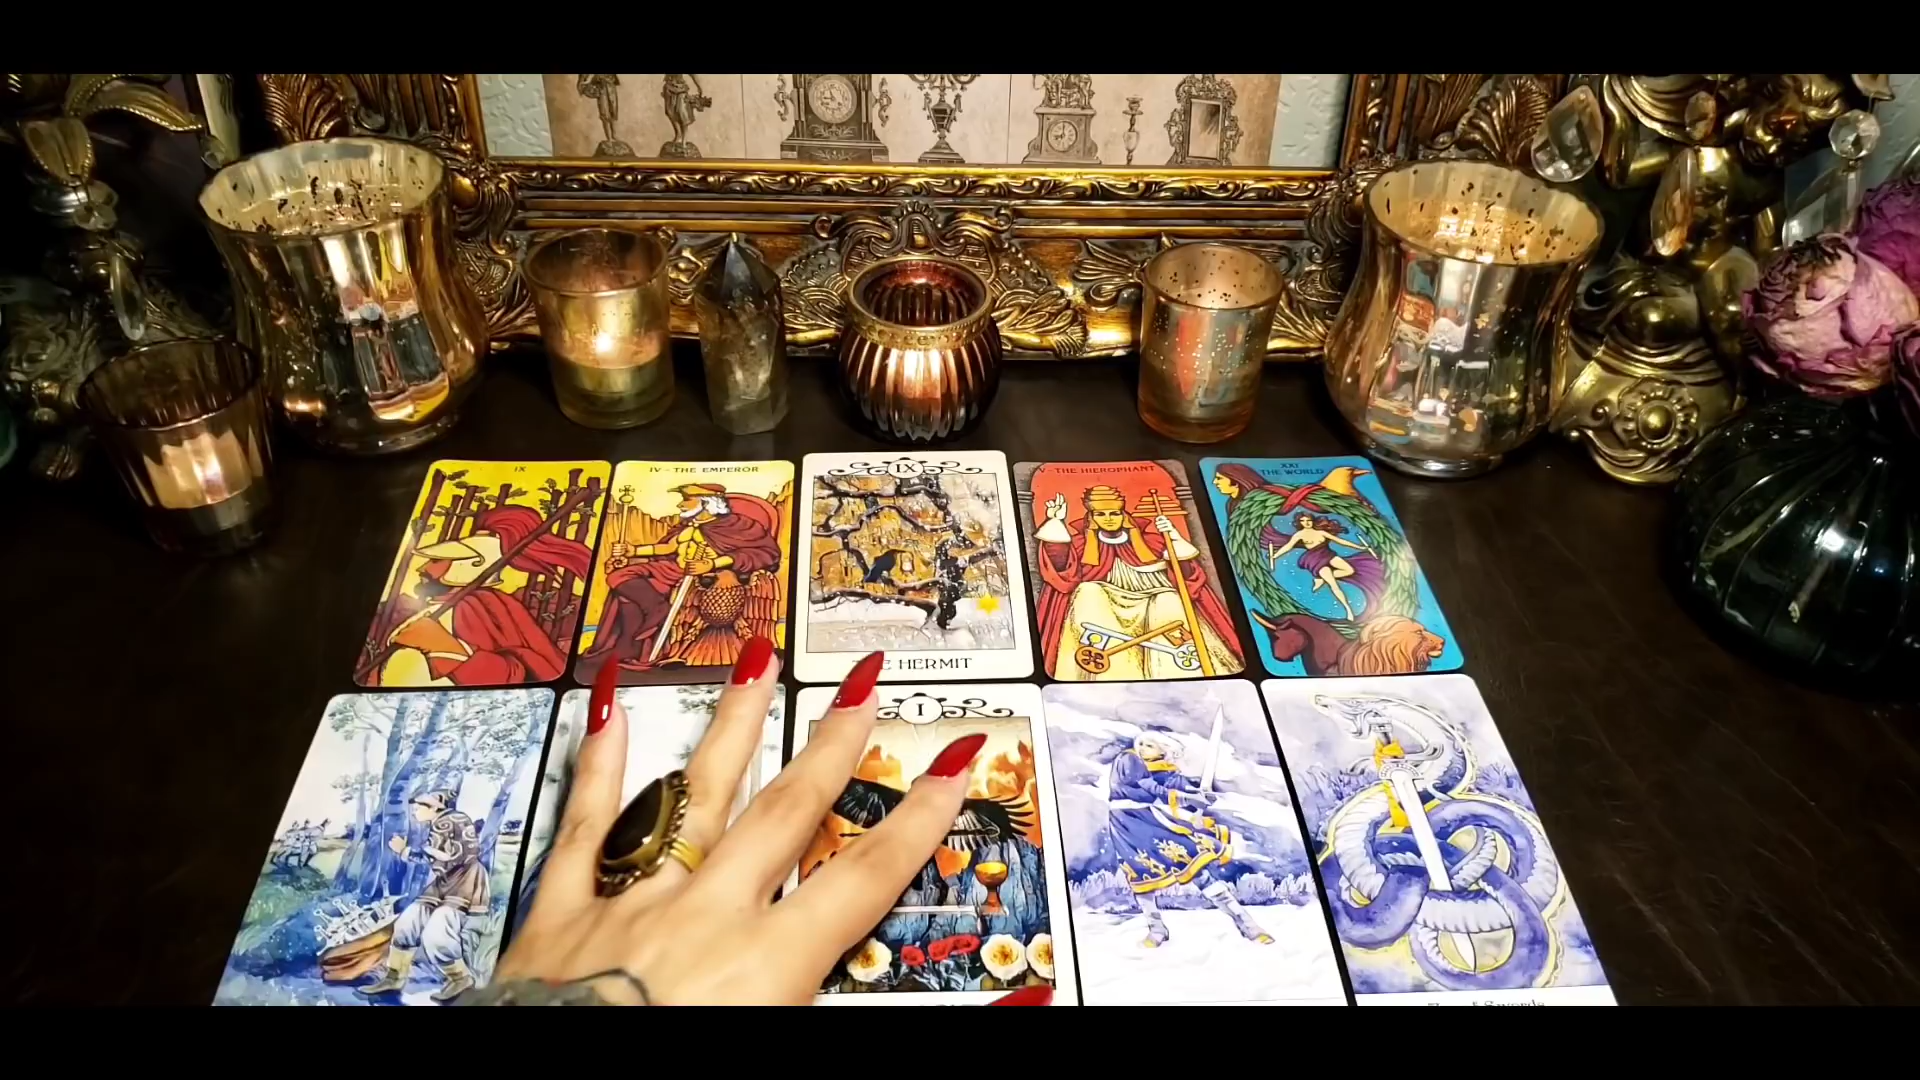 IX
IV - THE EMPEROR
IX
HERMIT
V - THE HIEROPHANT
XXI
THE WORLD
I